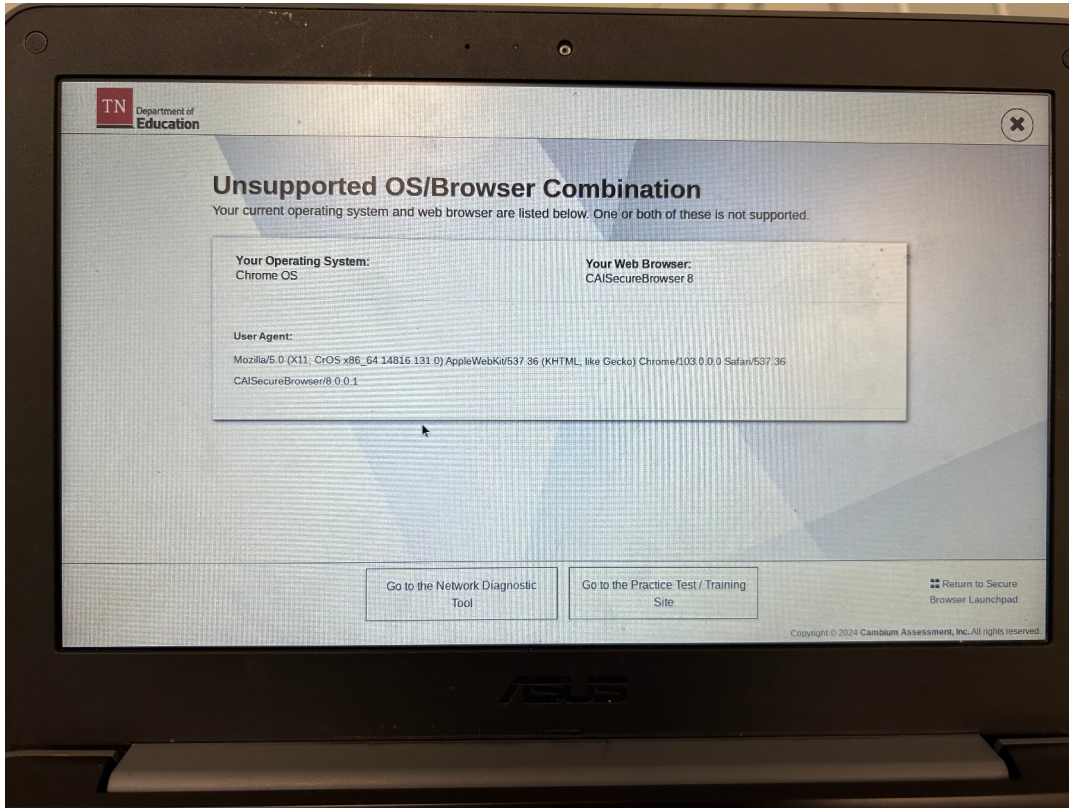 TN
Department of
Education
Unsupported OS/Browser Combination
Your current operating system and web browser are listed below. One or both of these is not supported.
Your Operating System:
Chrome OS
Your Web Browser:
CAISecureBrowser 8
User Agent:
Mozilla/5.0 (X11; CrOS x86_64 14816.131.0) AppleWebKit/537.36 (KHTML, like Gecko) Chrome/103.0.0.0 Safari/537.36
CAISecureBrowser/8.0.0.1
Go to the Network Diagnostic
Tool
Go to the Practice Test / Training
Site
Return to Secure
Browser Launchpad
Copyright © 2024 Cambium Assessment, Inc. All rights reserved.
ASUS